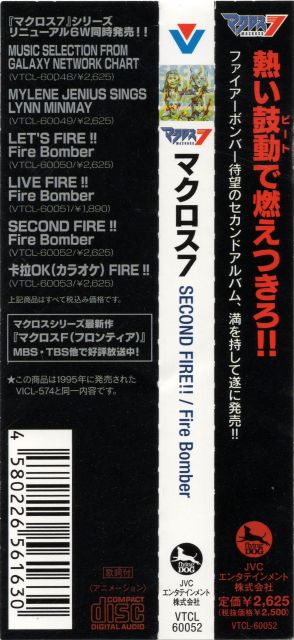 『マクロス7』シリーズ
リニューアル6W同時発売!!
MUSIC SELECTION FROM
GALAXY NETWORK CHART
(VTCL-60048/¥2,625)
MYLENE JENIUS SINGS
LYNN MINMAY
(VTCL-60049/¥2,625)
LET'S FIRE!!
Fire Bomber
(VTCL-60050/¥2,625)
LIVE FIRE!!
Fire Bomber
(VTCL-60051/¥1,890)
SECOND FIRE!!
Fire Bomber
(VTCL-60052/¥2,625)
卡拉OK(カラオケ) FIRE!!
(VTCL-60053/¥2,625)
上記商品はすべて税込み価格です。
マクロスシリーズ最新作
『マクロスF(フロンティア)』
MBS・TBS他で好評放送中!
★この商品は1995年に発売された
VICL-574と同一内容です。
4 580226 561630
歌詞付
(アニメーション)
COMPACT
disc
DIGITAL AUDIO
マクロス7
MACROSS 7
マクロス7 SECOND FIRE!! / Fire Bomber
flying DOG
JVC
エンタテインメント
株式会社
VTCL
60052
マクロス7
MACROSS 7
熱い鼓動で燃えつきろ!!
ビート
ファイアーボンバー待望のセカンドアルバム、満を持して遂に発売!!
flying DOG
JVC
エンタテインメント
株式会社
定価¥2,625
(税抜価格¥2,500)
VTCL-60052